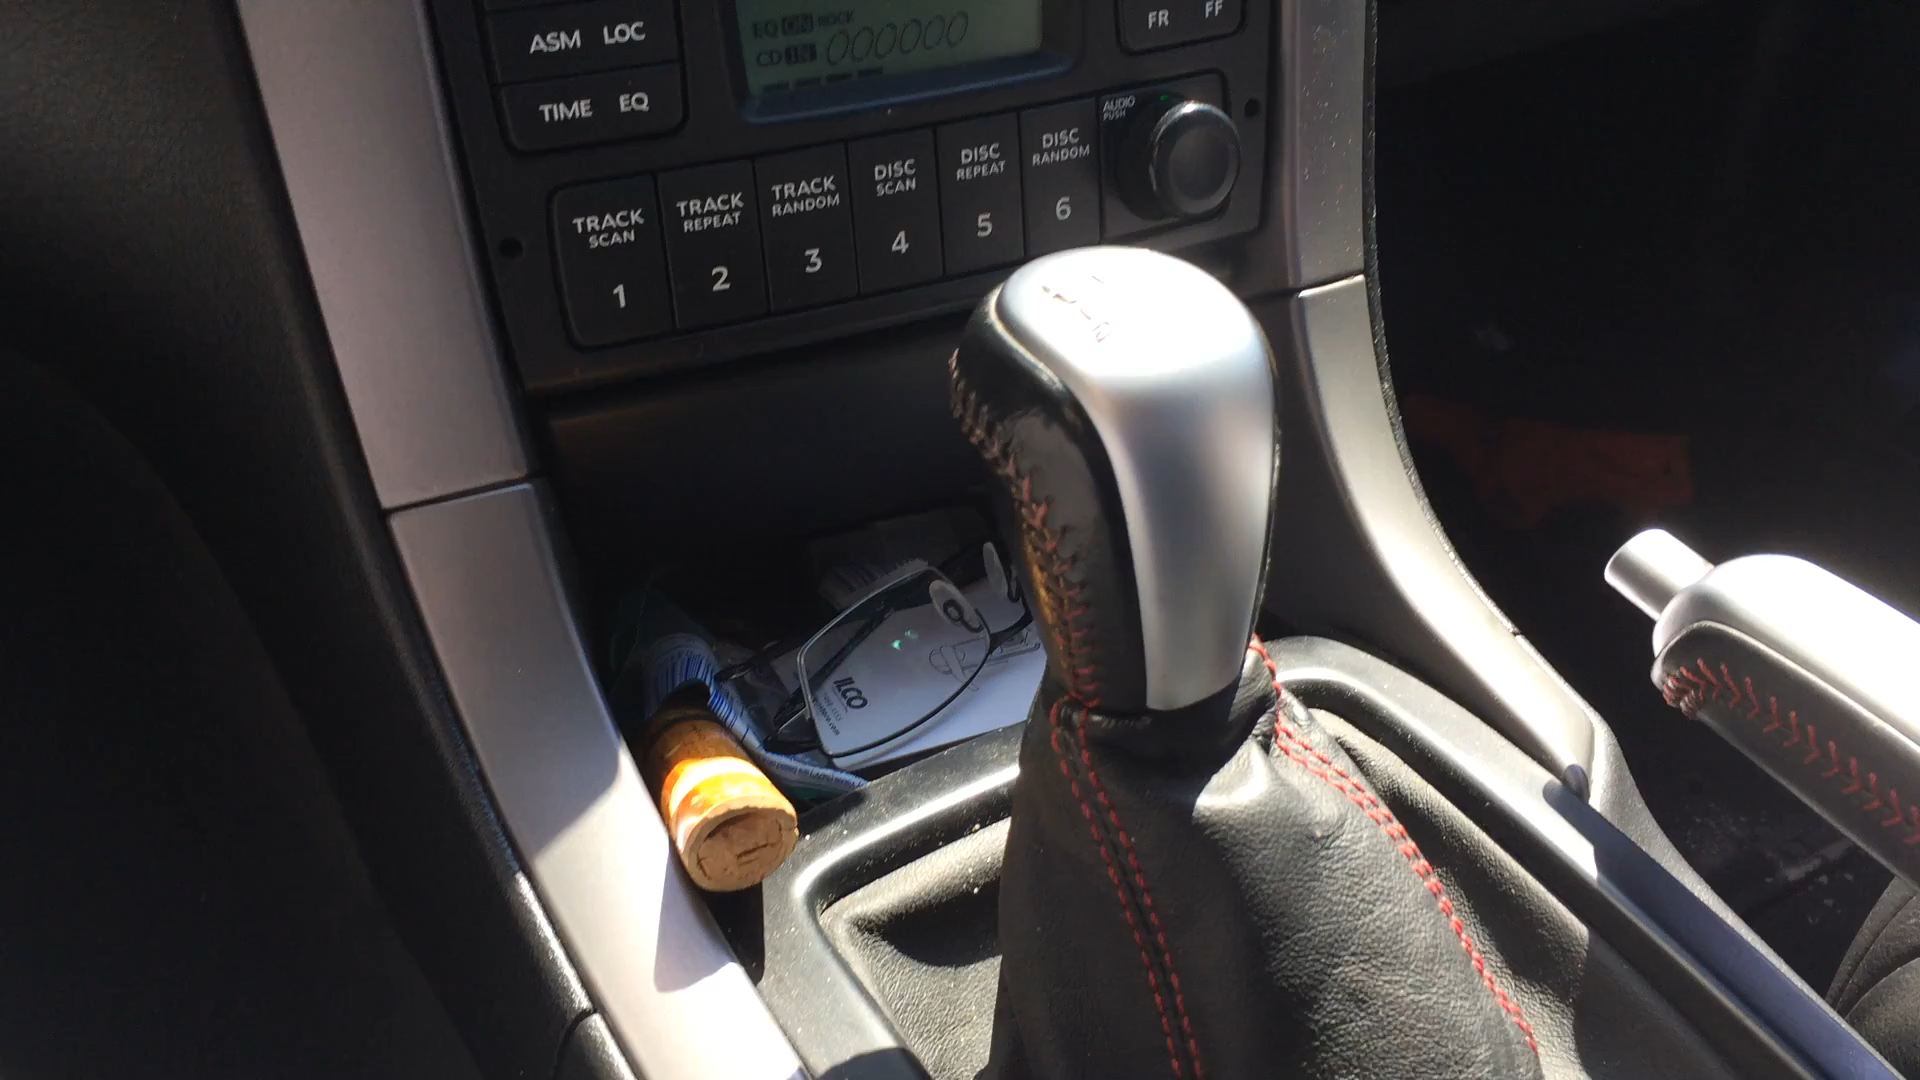 ASM LOC
TIME EQ
EQ ON ROCK
CD IN 000000
FR FF
AUDIO
PUSH
TRACK
SCAN
1
TRACK
REPEAT
2
TRACK
RANDOM
3
DISC
SCAN
4
DISC
REPEAT
5
DISC
RANDOM
6
ILCO